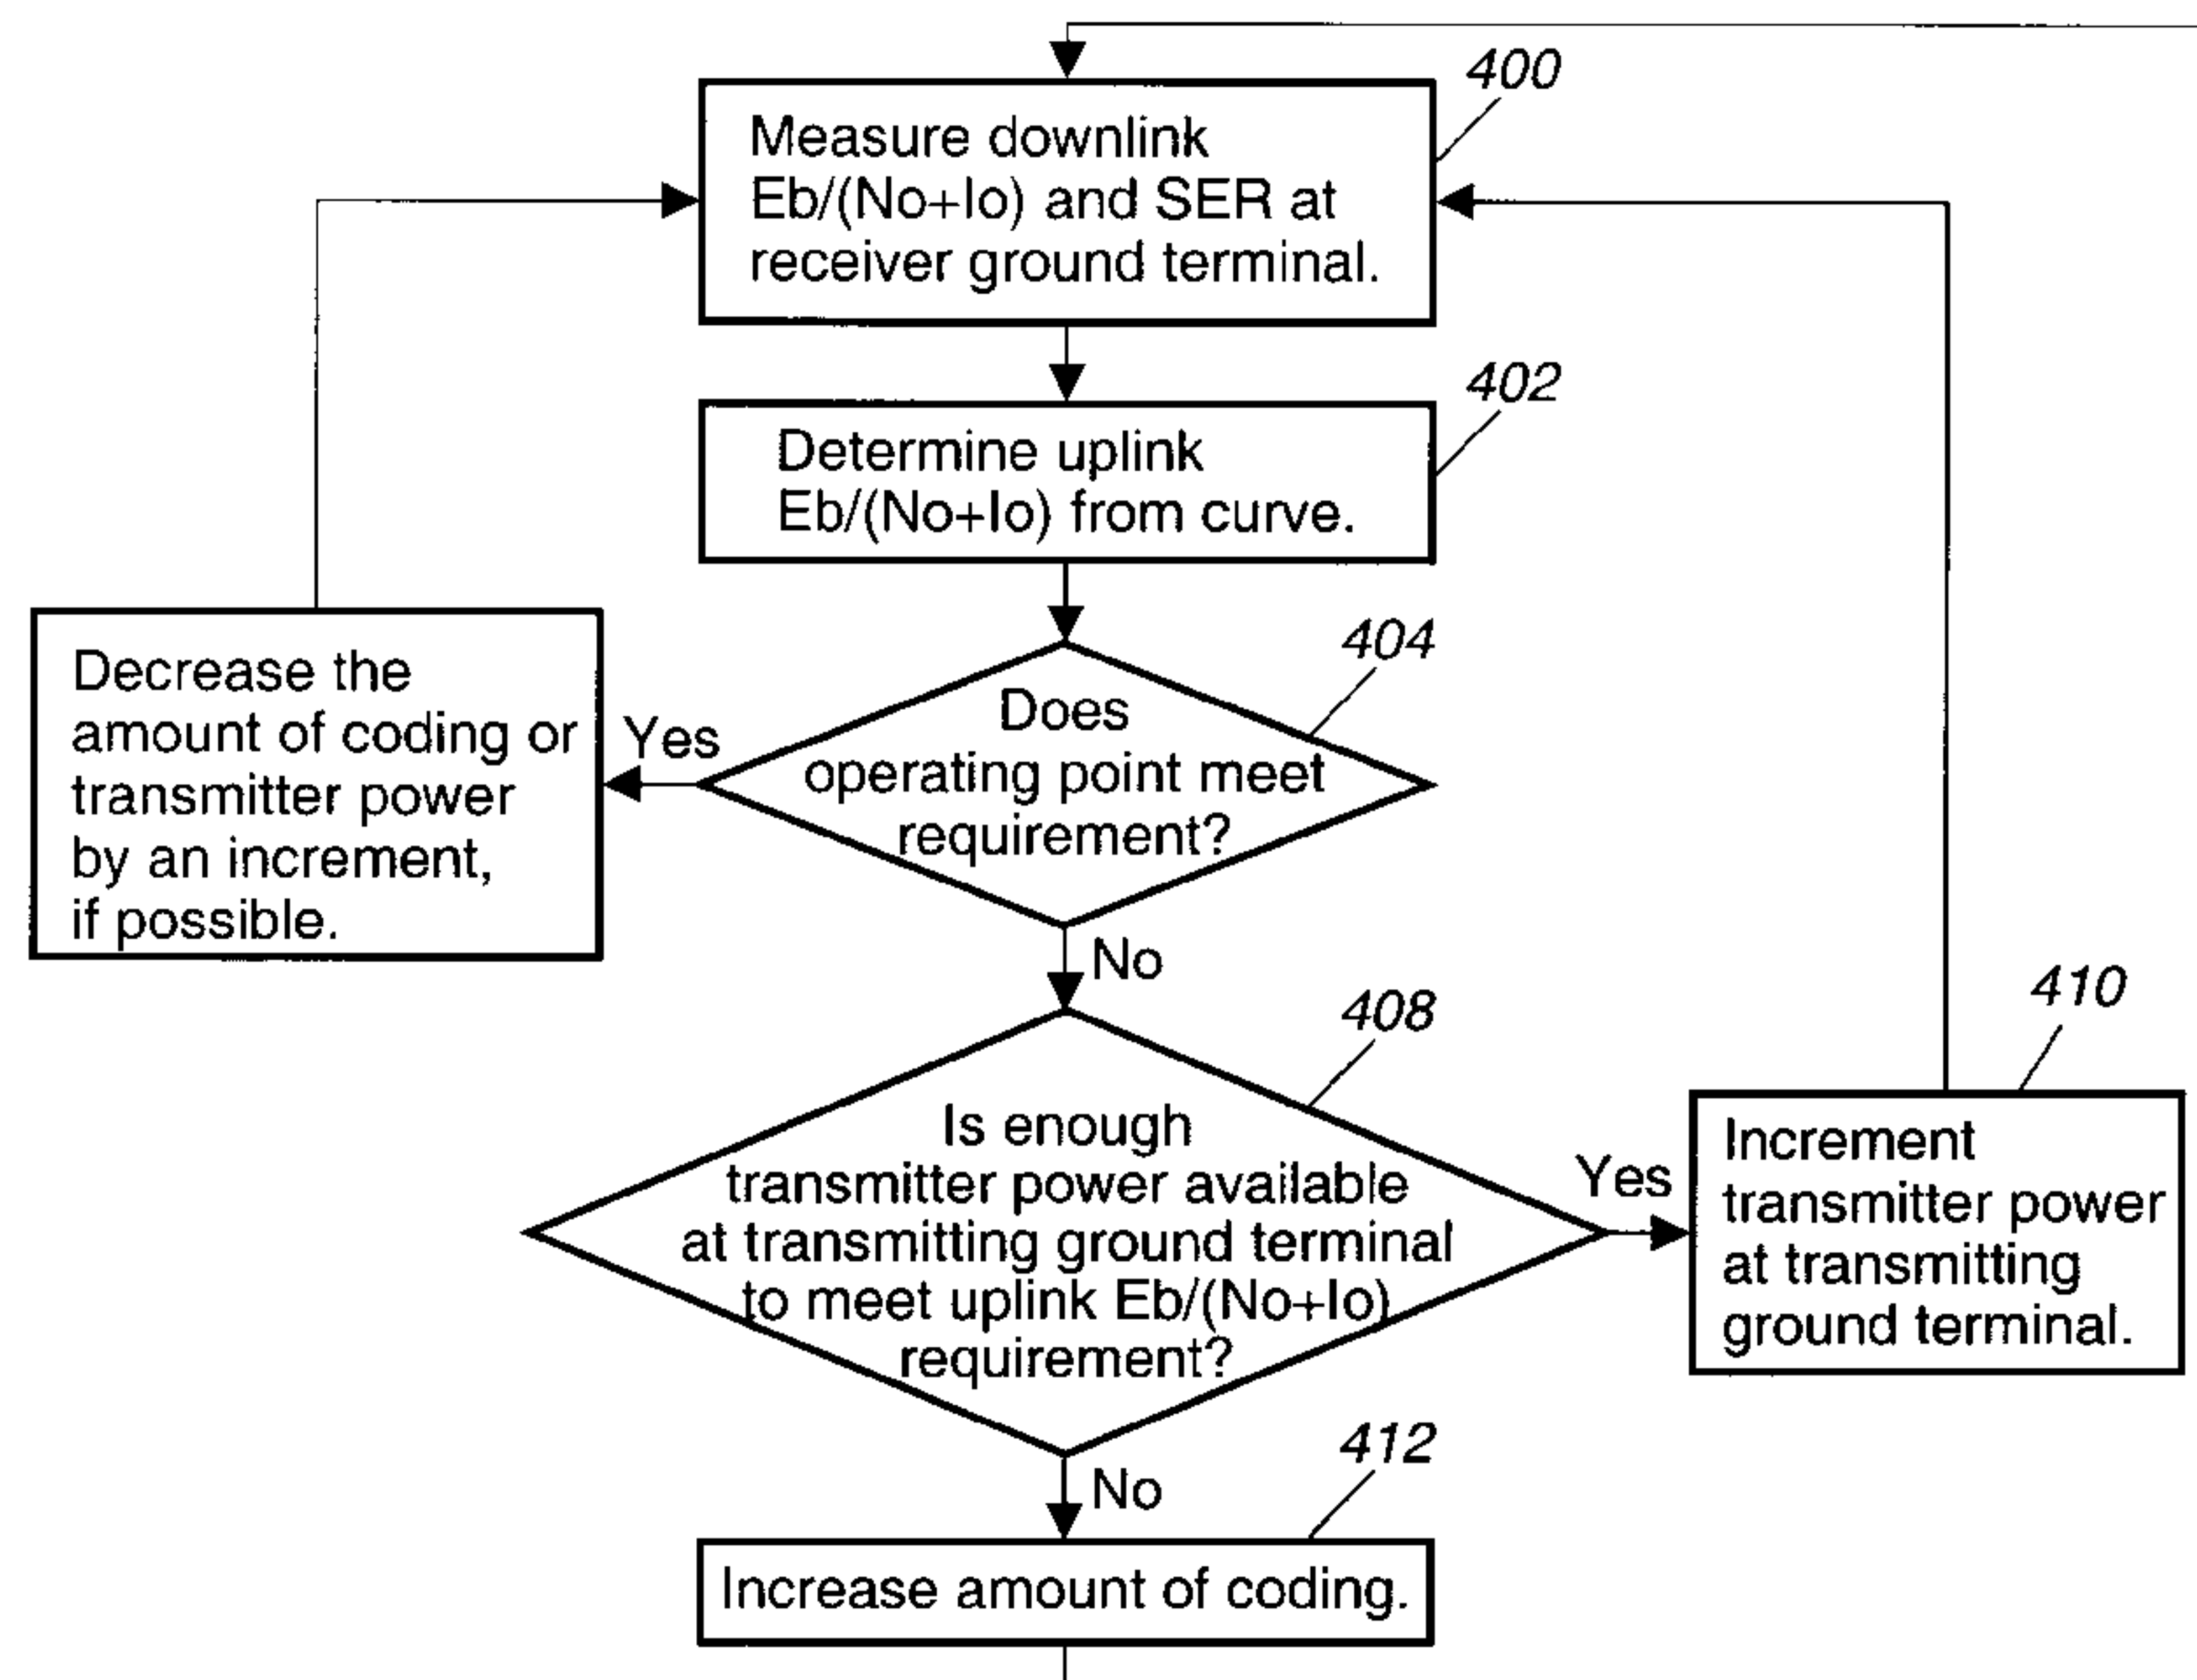 400
Measure downlink
Eb/(No+Io) and SER at
receiver ground terminal.
402
Determine uplink
Eb/(No+Io) from curve.
404
Does
operating point meet
requirement?
Yes
Decrease the
amount of coding or
transmitter power
by an increment,
if possible.
No
408
Is enough
transmitter power available
at transmitting ground terminal
to meet uplink Eb/(No+Io)
requirement?
Yes
410
Increment
transmitter power
at transmitting
ground terminal.
No
412
Increase amount of coding.